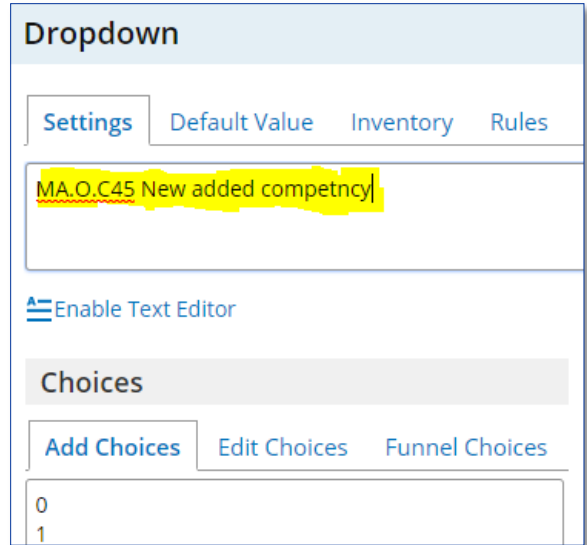 Dropdown
Settings Default Value Inventory Rules
MA.O.C45 New added competncy
Enable Text Editor
Choices
Add Choices Edit Choices Funnel Choices
0
1